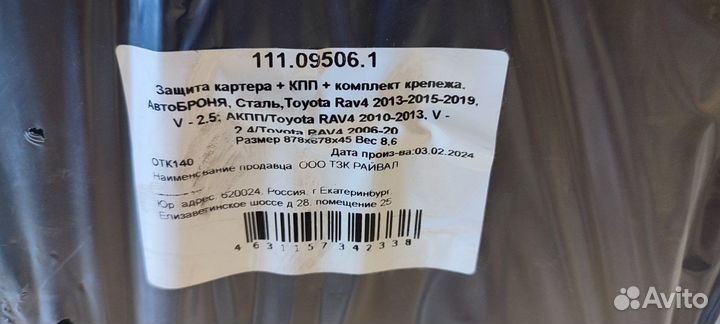 111.09506.1
Защита картера + КПП + комплект крепежа.
АвтоБРОНЯ, Сталь,Toyota Rav4 2013-2015-2019,
V - 2.5; АКПП/Toyota RAV4 2010-2013, V -
2.4/Toyota RAV4 2006-20
Размер 878x678x45 Вес 8,6
Дата произ-ва:03.02.2024
ОТК140
Наименование продавца ООО ТЗК РАЙВАЛ
Юр адрес 620024, Россия, г Екатеринбург
Елизаветинское шоссе д 28, помещение 25
4631157342338
Avito